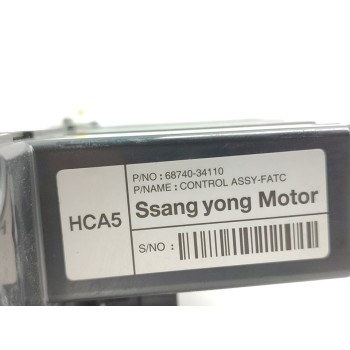 P/NO : 68740-34110
P/NAME : CONTROL ASSY-FATC
HCA5
Ssang yong Motor
S/NO :